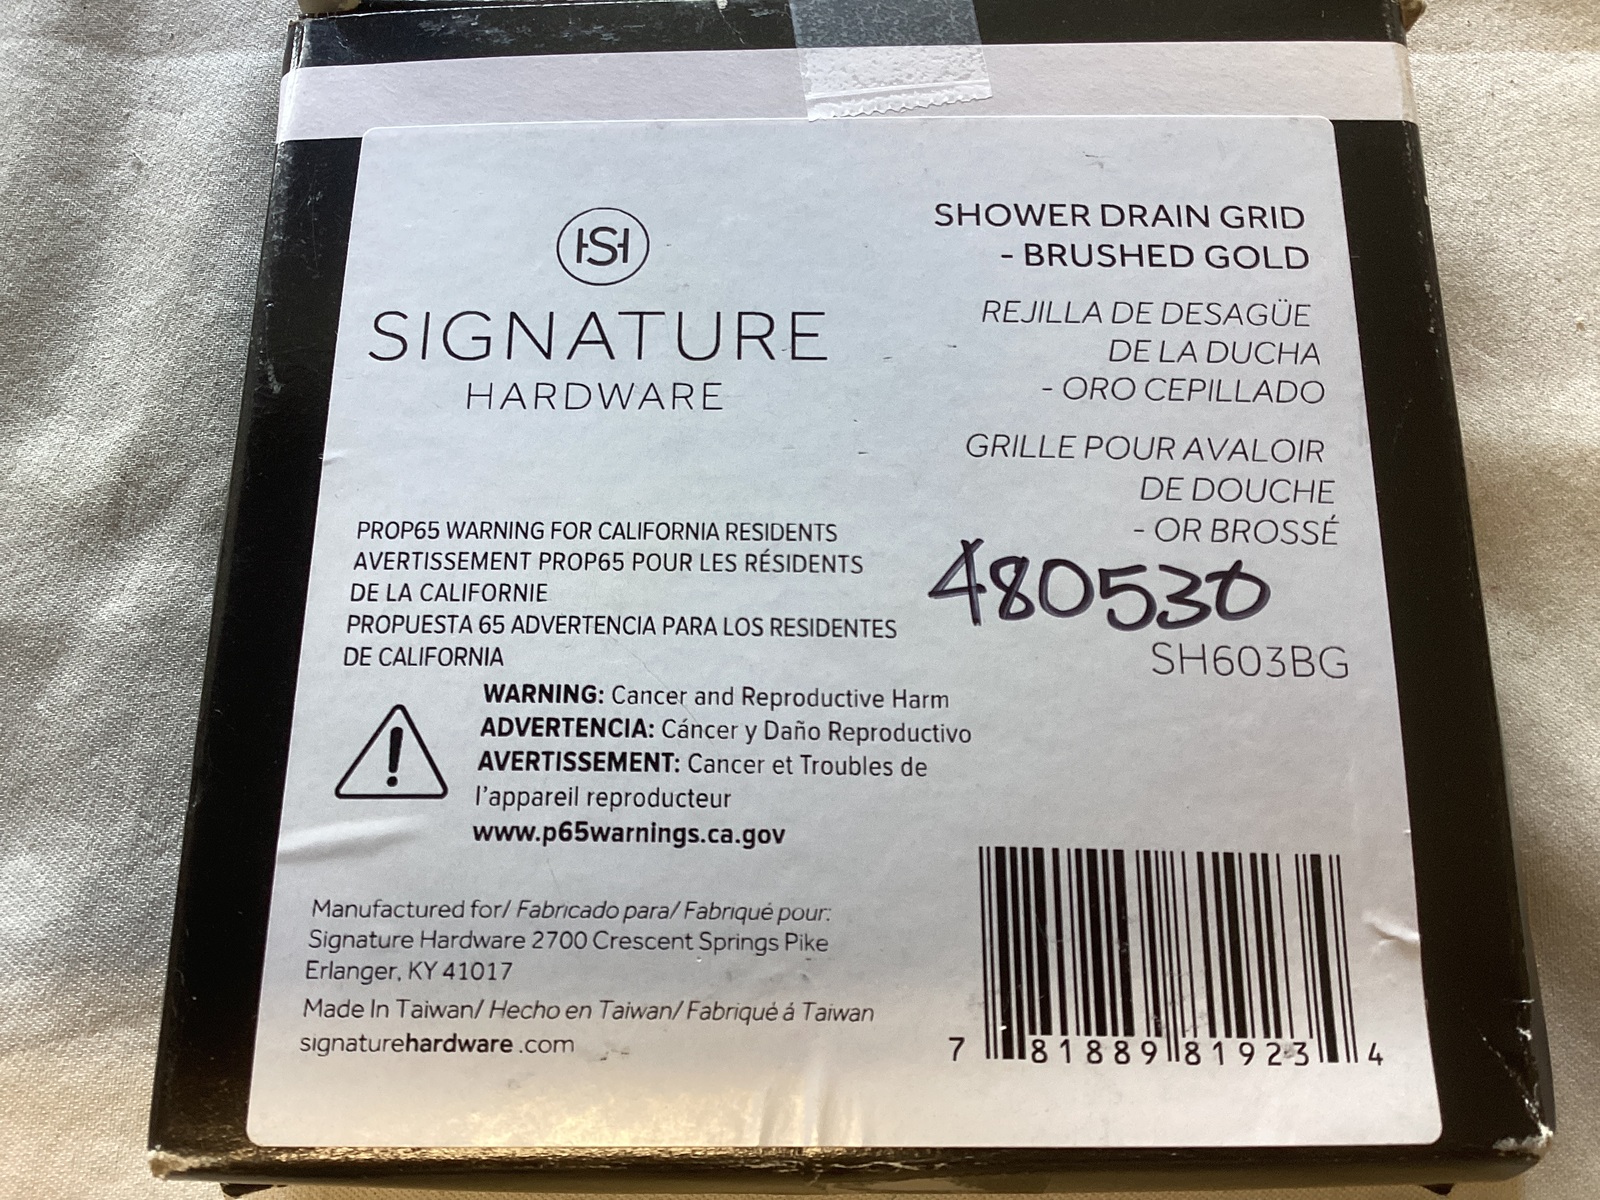 HS
SIGNATURE
HARDWARE
SHOWER DRAIN GRID
- BRUSHED GOLD
REJILLA DE DESAGÜE
DE LA DUCHA
- ORO CEPILLADO
GRILLE POUR AVALOIR
DE DOUCHE
- OR BROSSÉ
480530
SH603BG
PROP65 WARNING FOR CALIFORNIA RESIDENTS
AVERTISSEMENT PROP65 POUR LES RÉSIDENTS
DE LA CALIFORNIE
PROPUESTA 65 ADVERTENCIA PARA LOS RESIDENTES
DE CALIFORNIA
WARNING: Cancer and Reproductive Harm
ADVERTENCIA: Cáncer y Daño Reproductivo
AVERTISSEMENT: Cancer et Troubles de
l'appareil reproducteur
www.p65warnings.ca.gov
Manufactured for/ Fabricado para/ Fabriqué pour:
Signature Hardware 2700 Crescent Springs Pike
Erlanger, KY 41017
Made In Taiwan/ Hecho en Taiwan/ Fabriqué á Taiwan
signaturehardware.com
7 81889 81923 4